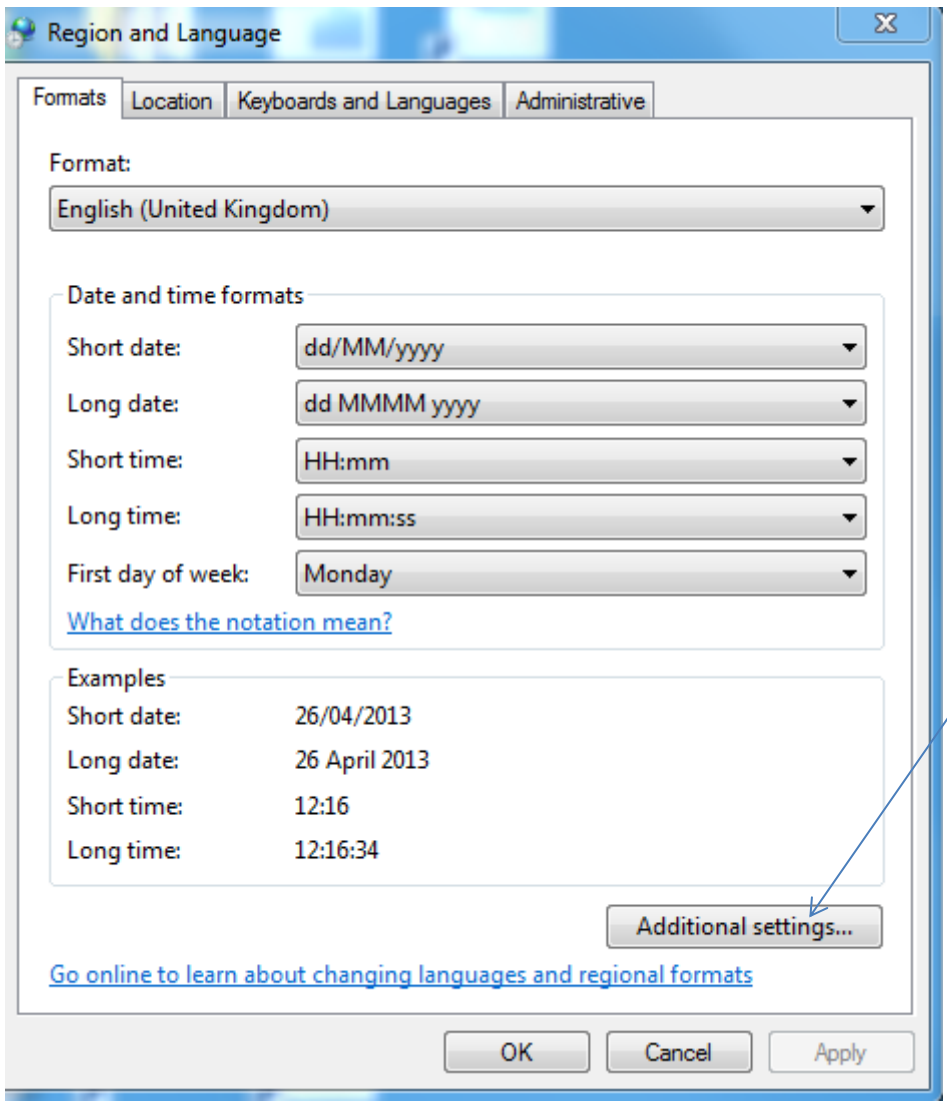 Region and Language
Formats Location Keyboards and Languages Administrative
Format:
English (United Kingdom)
Date and time formats
Short date: dd/MM/yyyy
Long date: dd MMMM yyyy
Short time: HH:mm
Long time: HH:mm:ss
First day of week: Monday
What does the notation mean?
Examples
Short date: 26/04/2013
Long date: 26 April 2013
Short time: 12:16
Long time: 12:16:34
Additional settings...
Go online to learn about changing languages and regional formats
OK Cancel Apply